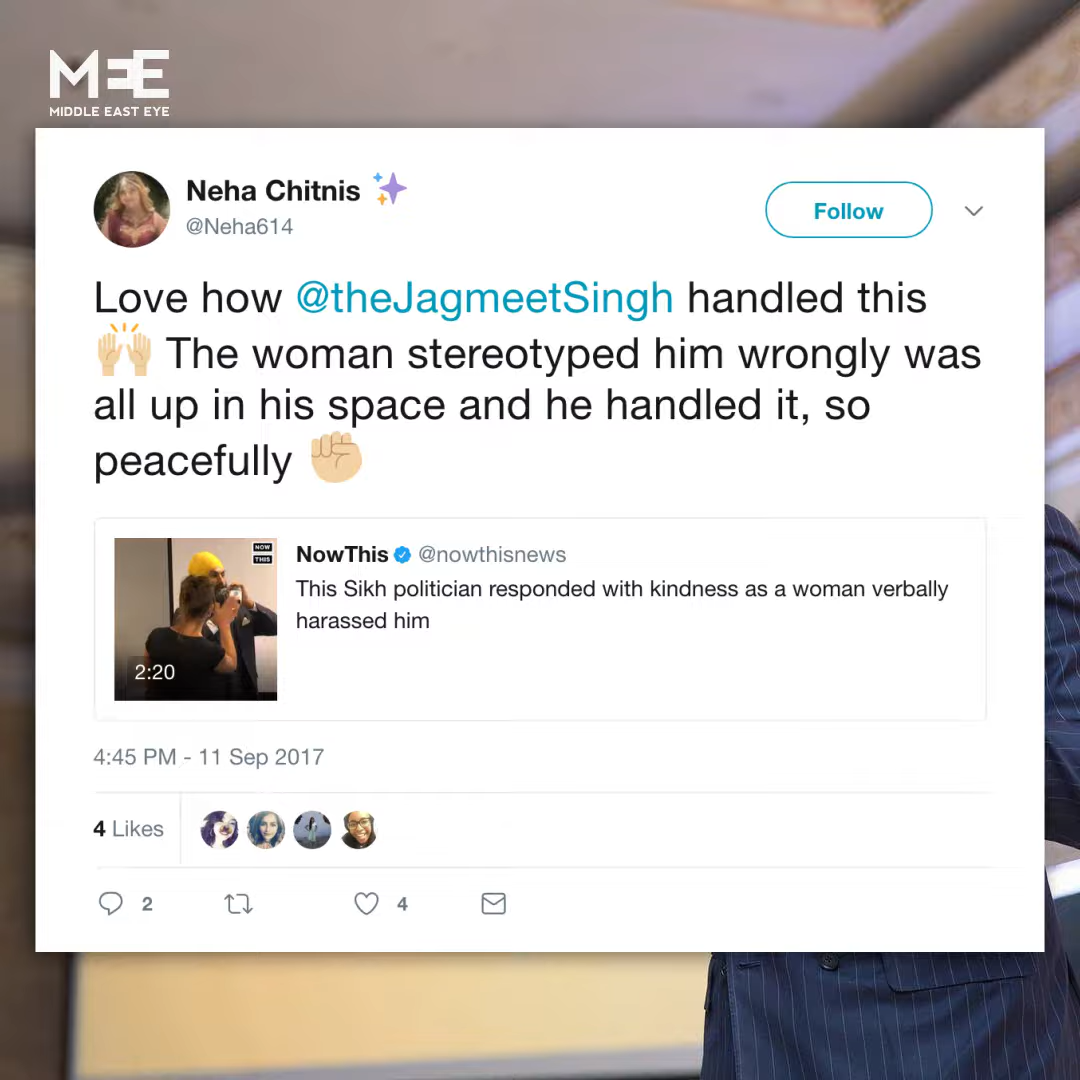 MEE
MIDDLE EAST EYE
Neha Chitnis ✨
@Neha614
Follow
Love how @theJagmeetSingh handled this
🙌🏼 The woman stereotyped him wrongly was
all up in his space and he handled it, so
peacefully ✊🏼
NOW
THIS
NowThis @nowthisnews
This Sikh politician responded with kindness as a woman verbally
harassed him
2:20
4:45 PM - 11 Sep 2017
4 Likes
2
4